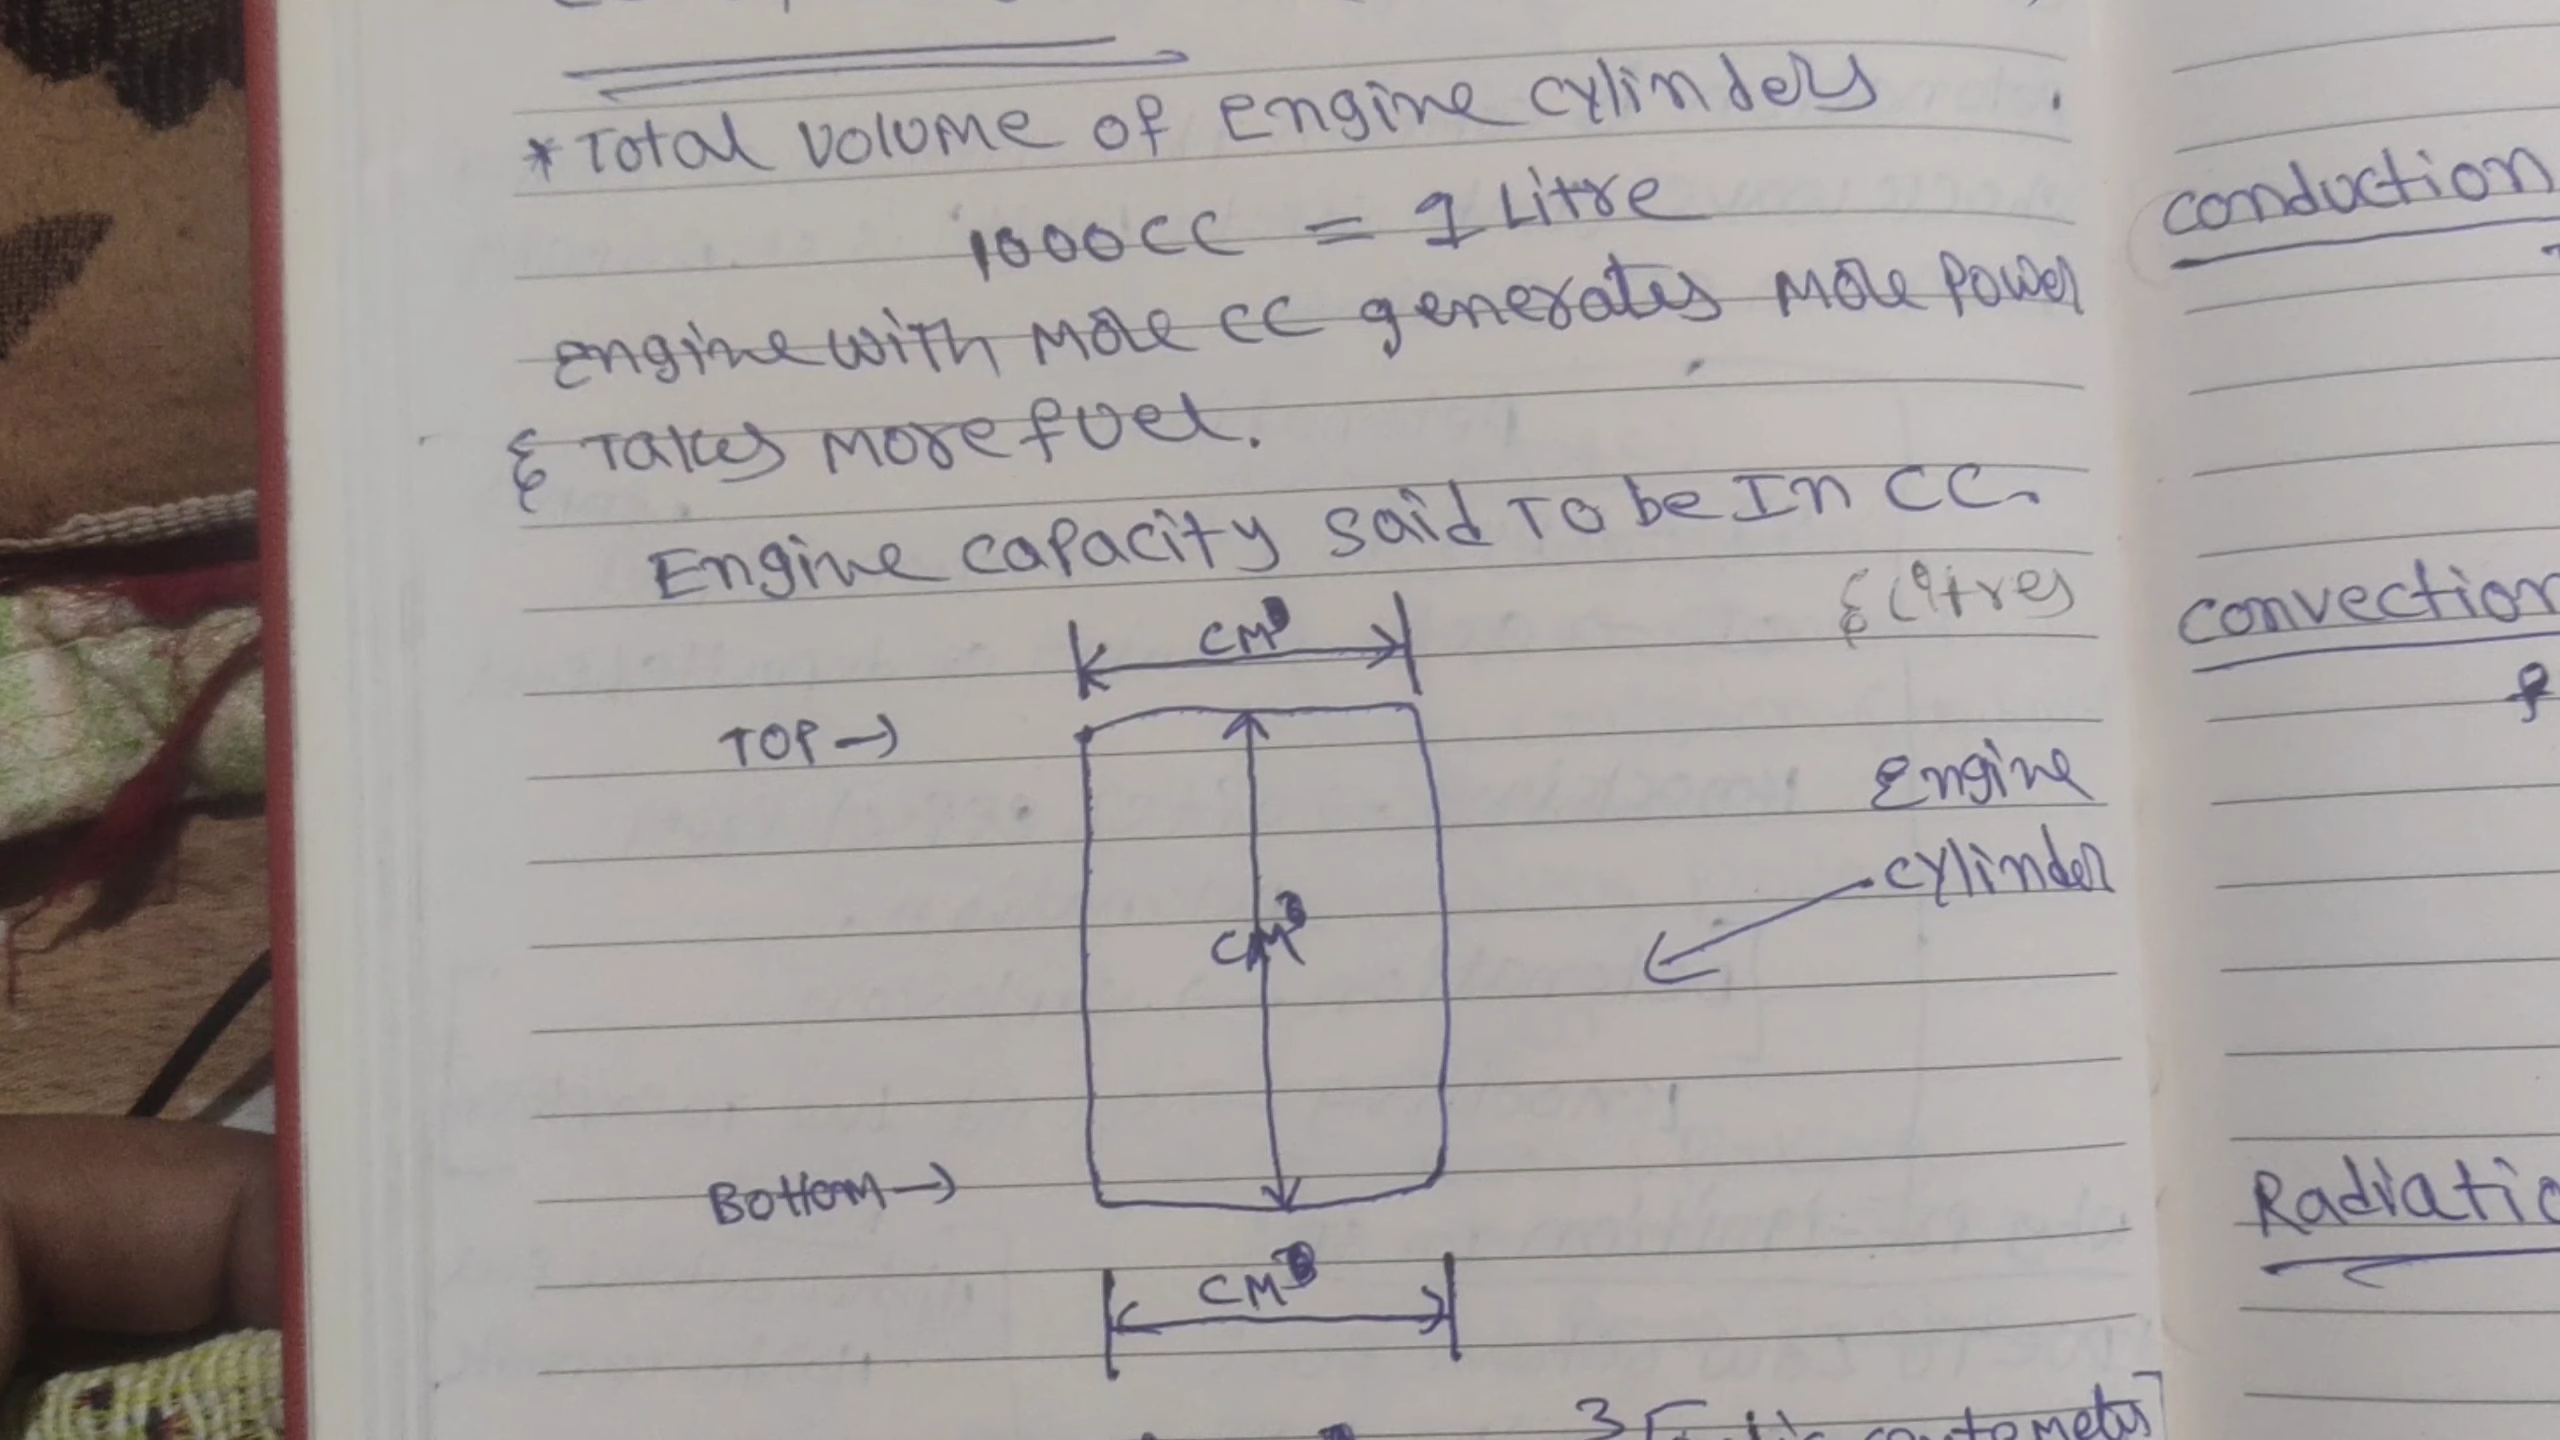 * Total volume of engine cylinders
1000cc = 1 Litre
engine with more cc generates more power
& Takes more fuel.
Engine capacity said To be In CC.
& Litres
CM³
TOP →
Engine
cylinder
CM³
Bottom →
CM³
3 [
conduction
convection